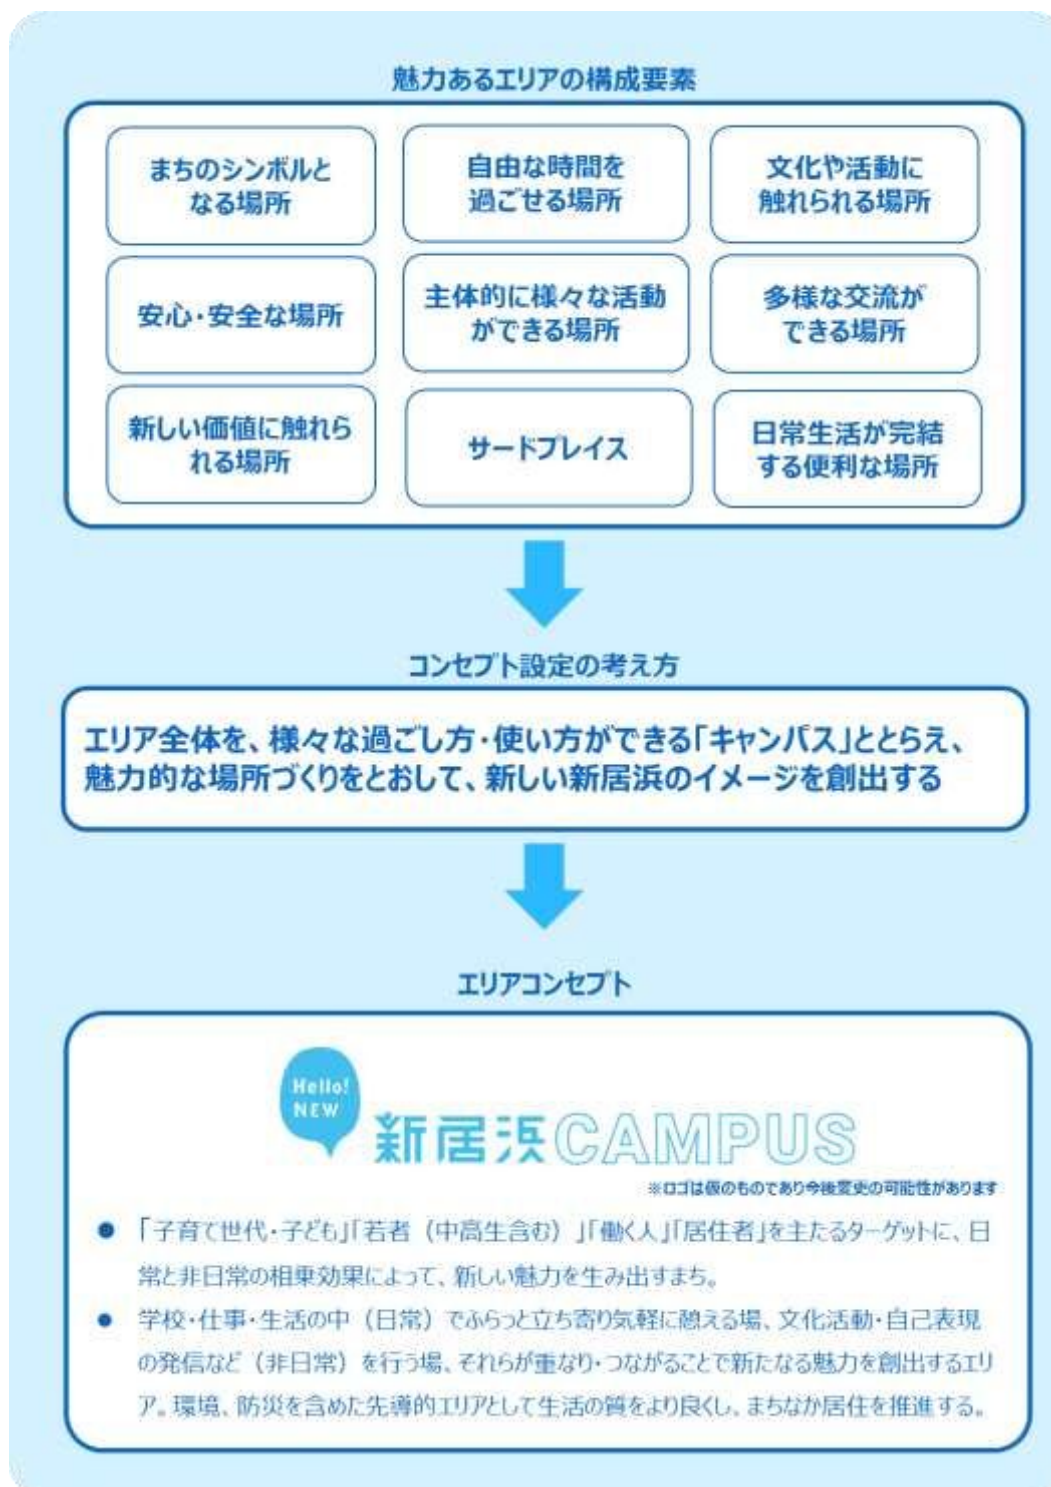 魅力あるエリアの構成要素
まちのシンボルと
なる場所
自由な時間を
過ごせる場所
文化や活動に
触れられる場所
安心・安全な場所
主体的に様々な活動
ができる場所
多様な交流が
できる場所
新しい価値に触れら
れる場所
サードプレイス
日常生活が完結
する便利な場所
コンセプト設定の考え方
エリア全体を、様々な過ごし方・使い方ができる「キャンパス」ととらえ、
魅力的な場所づくりをとおして、新しい新居浜のイメージを創出する
エリアコンセプト
Hello!
NEW
新居浜CAMPUS
※ロゴは仮のものであり今後変更の可能性があります
● 「子育て世代・子ども」「若者（中高生含む）」「働く人」「居住者」を主たるターゲットに、日
常と非日常の相乗効果によって、新しい魅力を生み出すまち。
● 学校・仕事・生活の中（日常）でふらっと立ち寄り気軽に憩える場、文化活動・自己表現
の発信など（非日常）を行う場、それらが重なり・つながることで新たなる魅力を創出するエリ
ア。環境、防災を含めた先導的エリアとして生活の質をより良くし、まちなか居住を推進する。